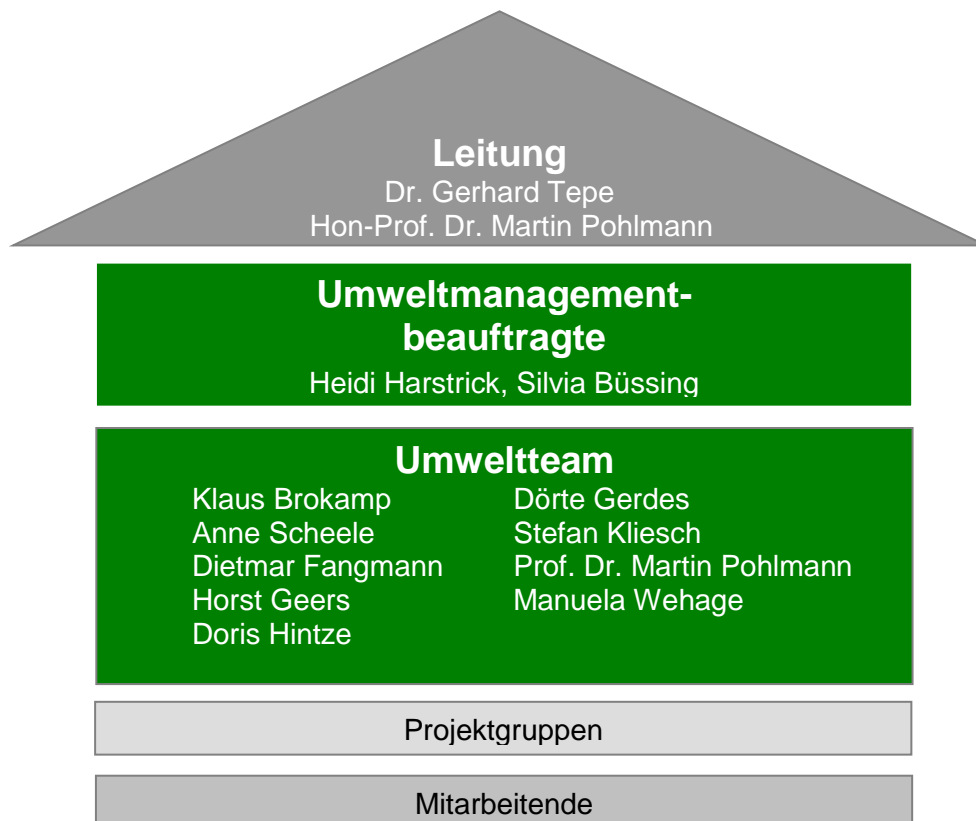 Leitung
Dr. Gerhard Tepe
Hon-Prof. Dr. Martin Pohlmann
Umweltmanagement-
beauftragte
Heidi Harstrick, Silvia Büssing
Umweltteam
Klaus Brokamp
Anne Scheele
Dietmar Fangmann
Horst Geers
Doris Hintze
Dörte Gerdes
Stefan Kliesch
Prof. Dr. Martin Pohlmann
Manuela Wehage
Projektgruppen
Mitarbeitende